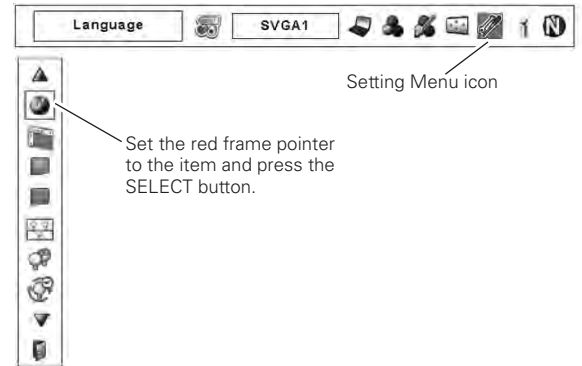 Language
SVGA1
Setting Menu icon
Set the red frame pointer
to the item and press the
SELECT button.
N